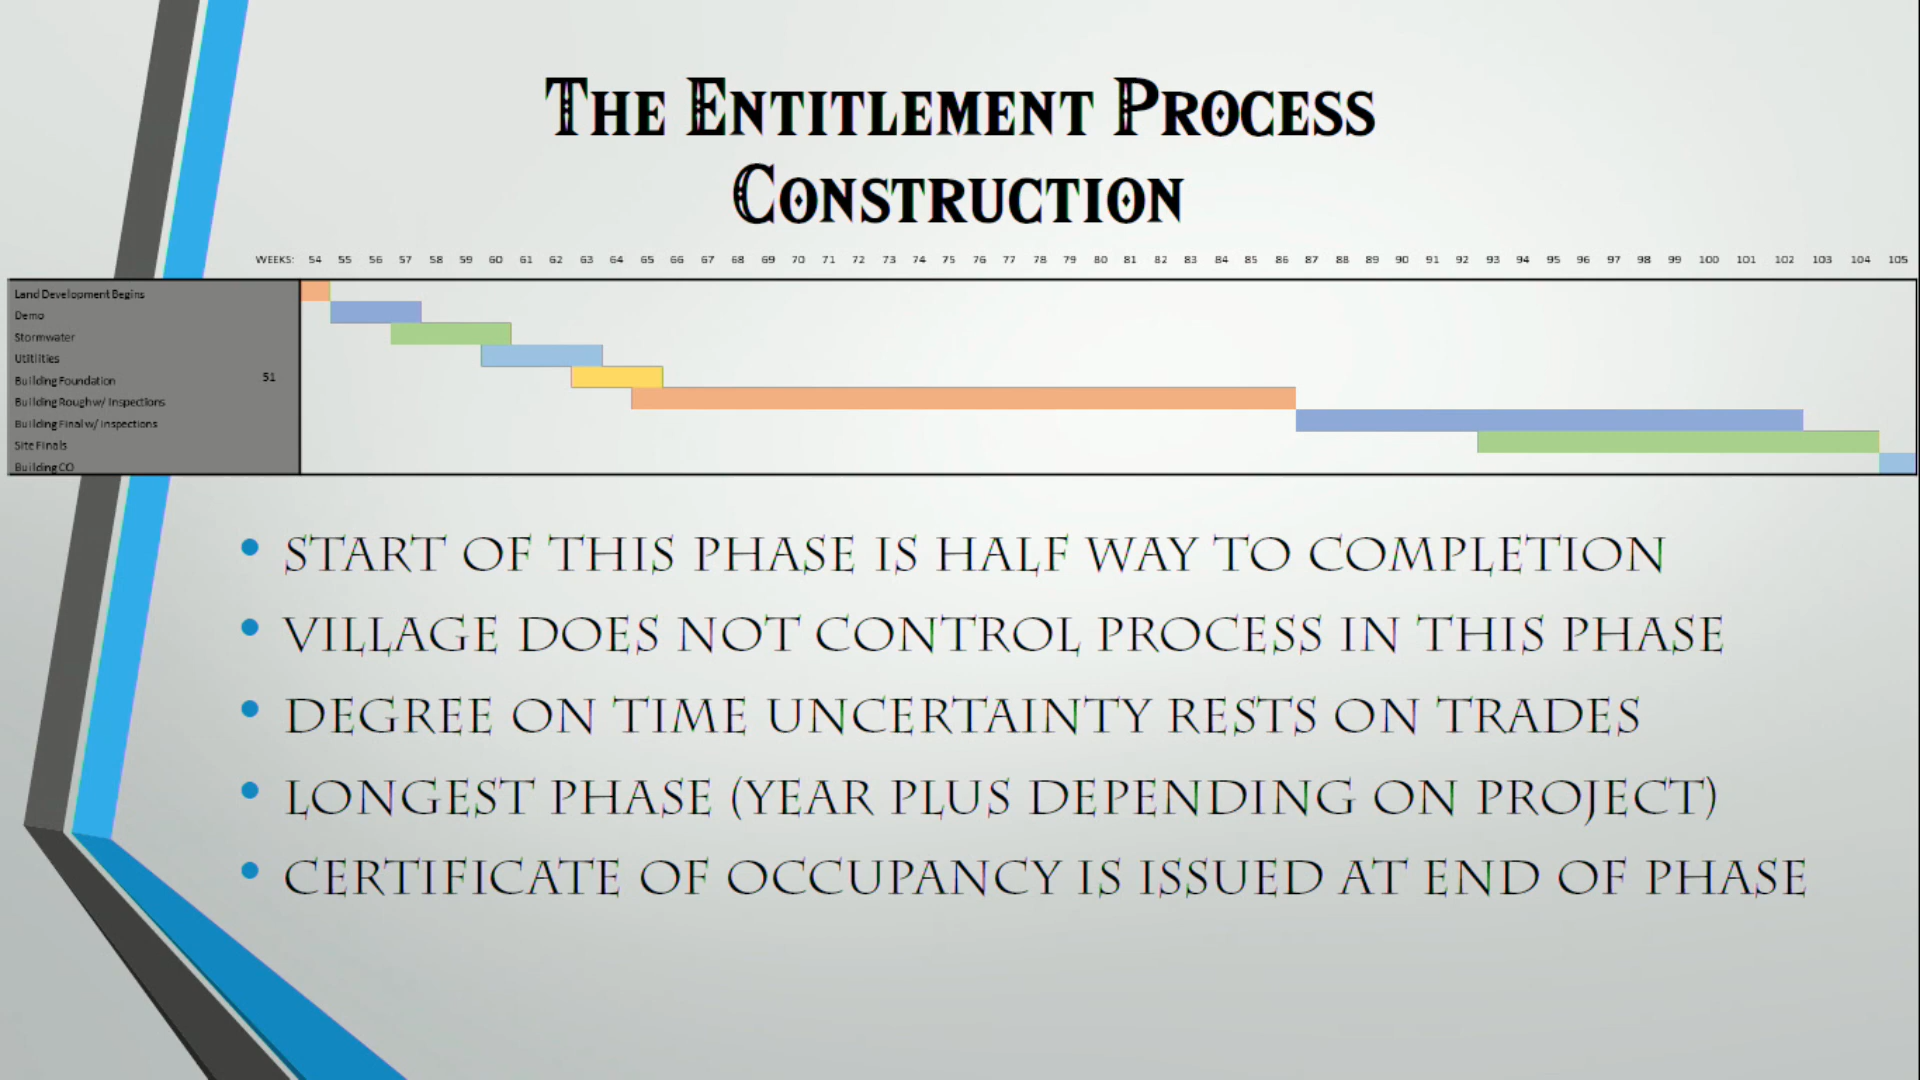 The Entitlement Process
Construction
WEEKS: 54 55 56 57 58 59 60 61 62 63 64 65 66 67 68 69 70 71 72 73 74 75 76 77 78 79 80 81 82 83 84 85 86 87 88 89 90 91 92 93 94 95 96 97 98 99 100 101 102 103 104 105
Land Development Begins
Demo
Stormwater
Utitlities
Building Foundation 51
Building Rough w/ Inspections
Building Final w/ Inspections
Site Finals
Building CO
• START OF THIS PHASE IS HALF WAY TO COMPLETION
• VILLAGE DOES NOT CONTROL PROCESS IN THIS PHASE
• DEGREE ON TIME UNCERTAINTY RESTS ON TRADES
• LONGEST PHASE (YEAR PLUS DEPENDING ON PROJECT)
• CERTIFICATE OF OCCUPANCY IS ISSUED AT END OF PHASE